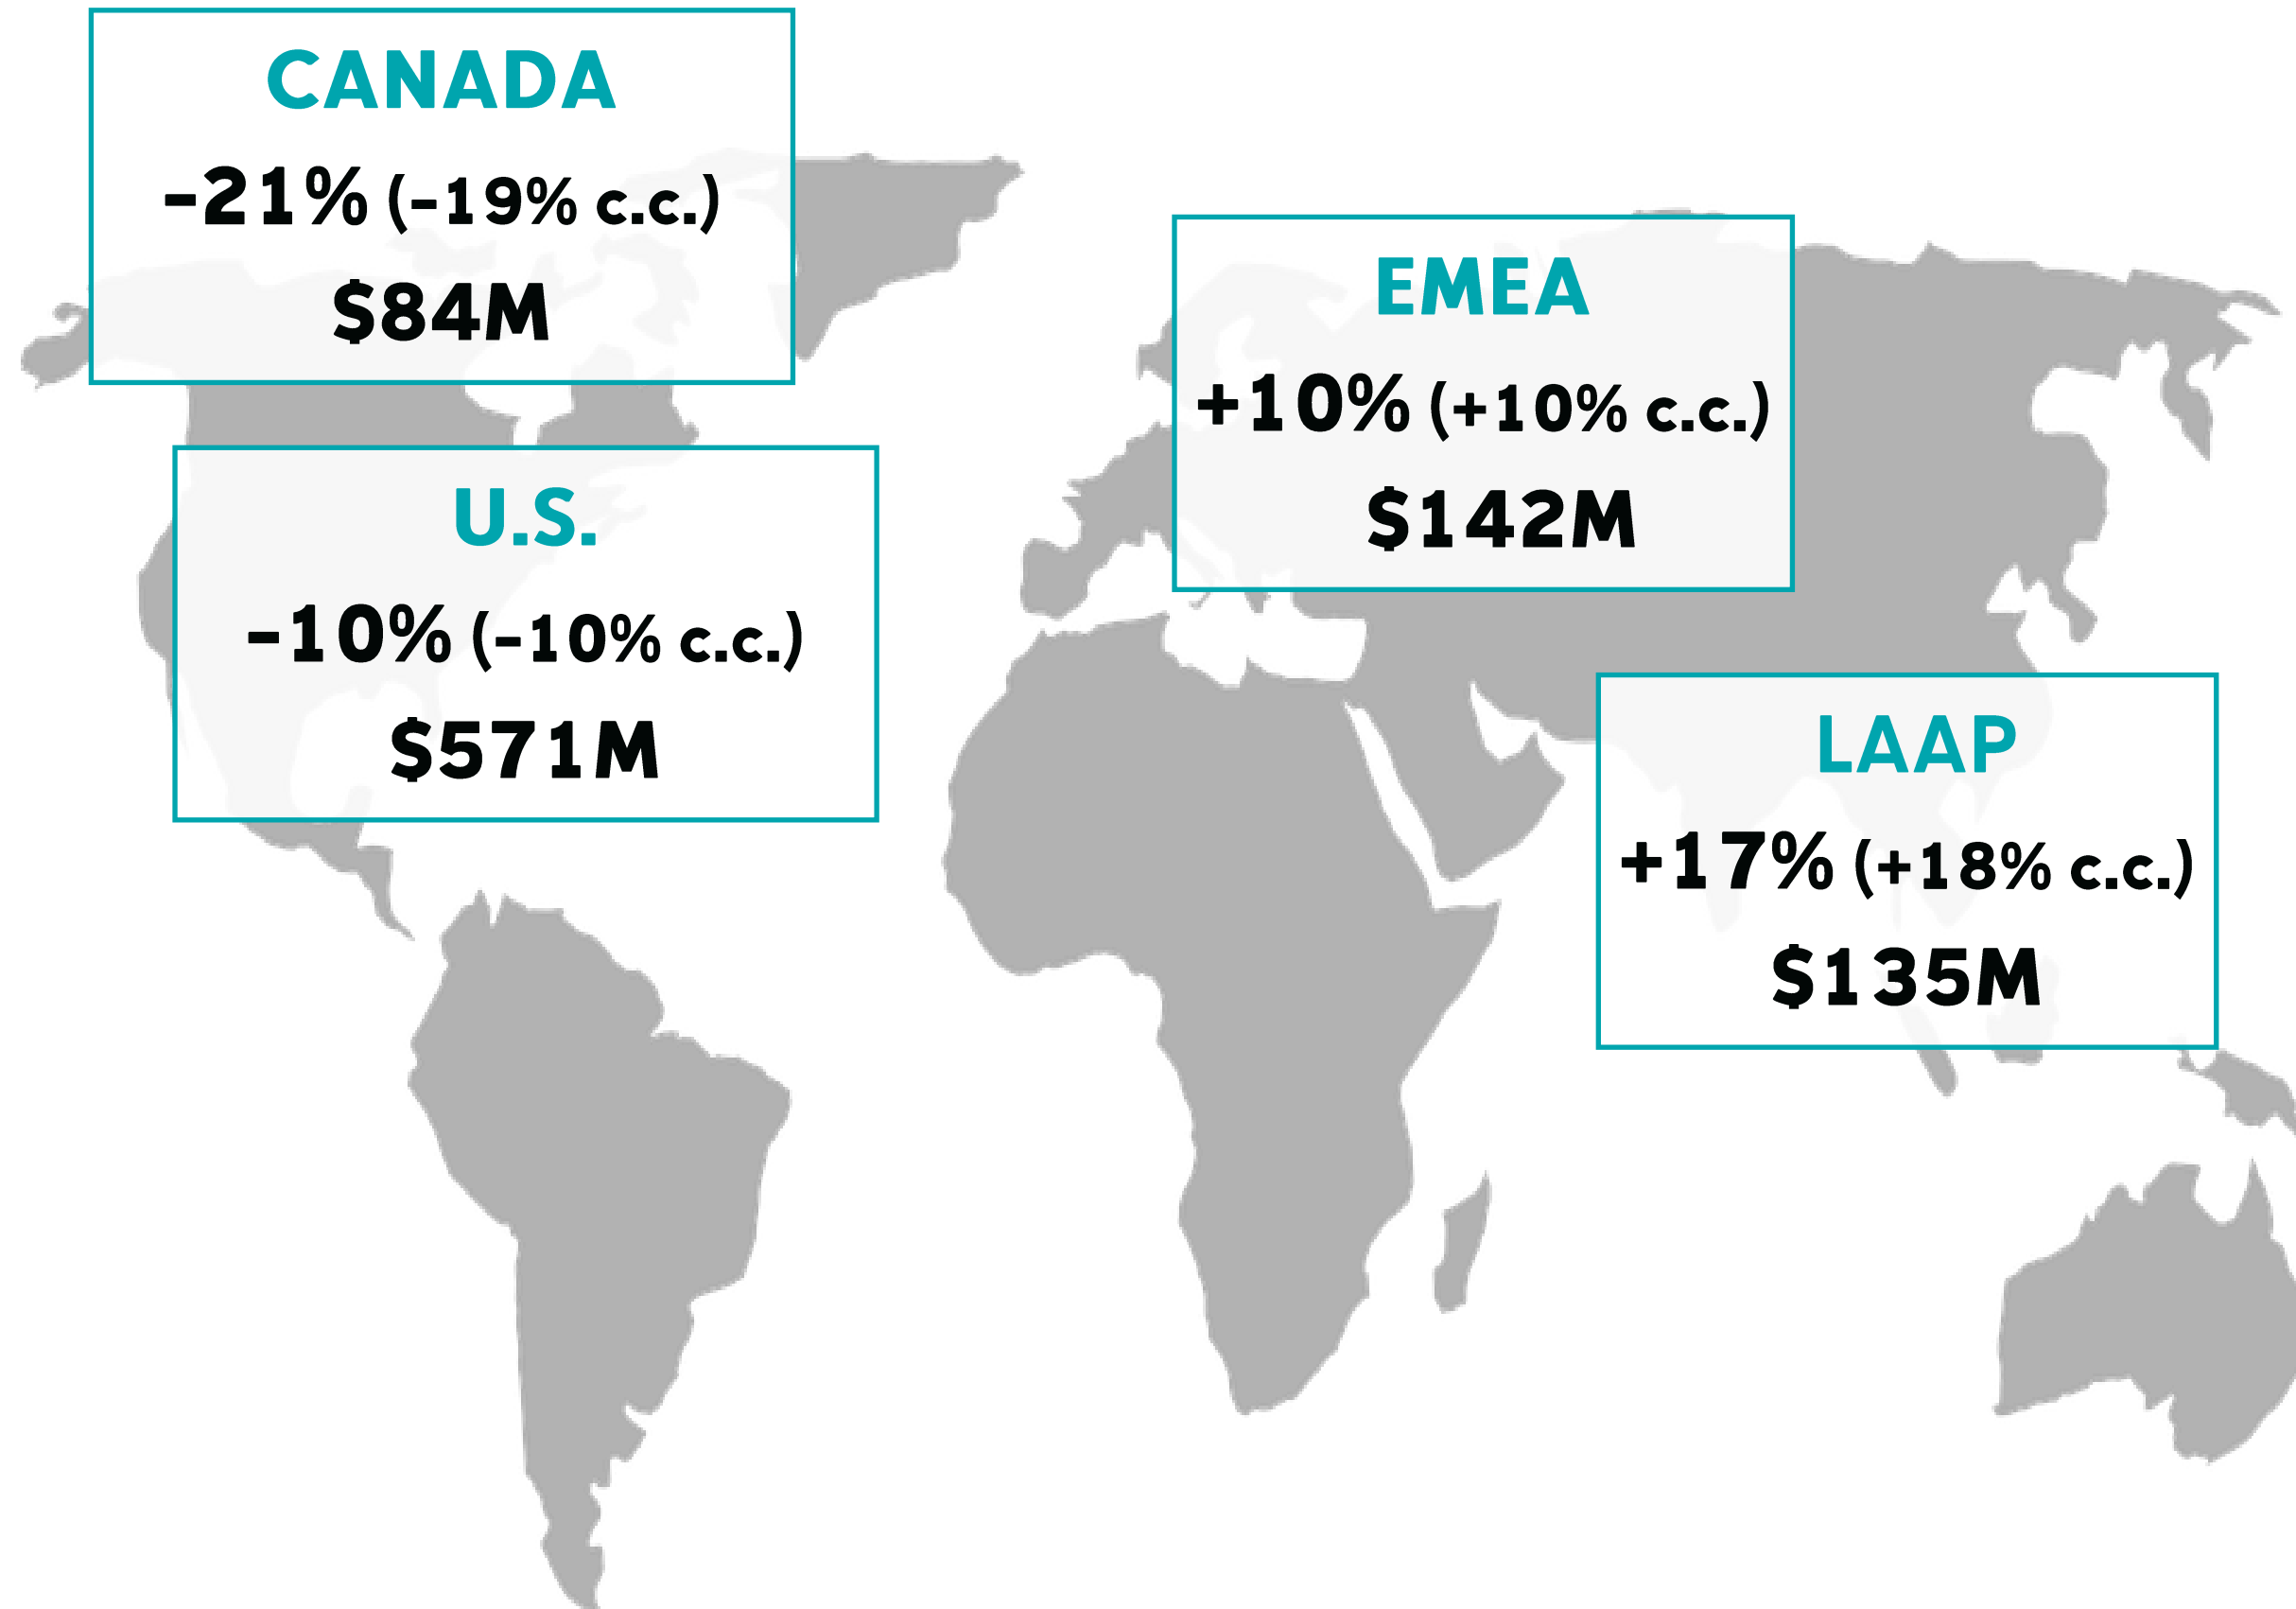 CANADA
-21% (-19% c.c.)
$84M
U.S.
-10% (-10% c.c.)
$571M
EMEA
+10% (+10% c.c.)
$142M
LAAP
+17% (+18% c.c.)
$135M